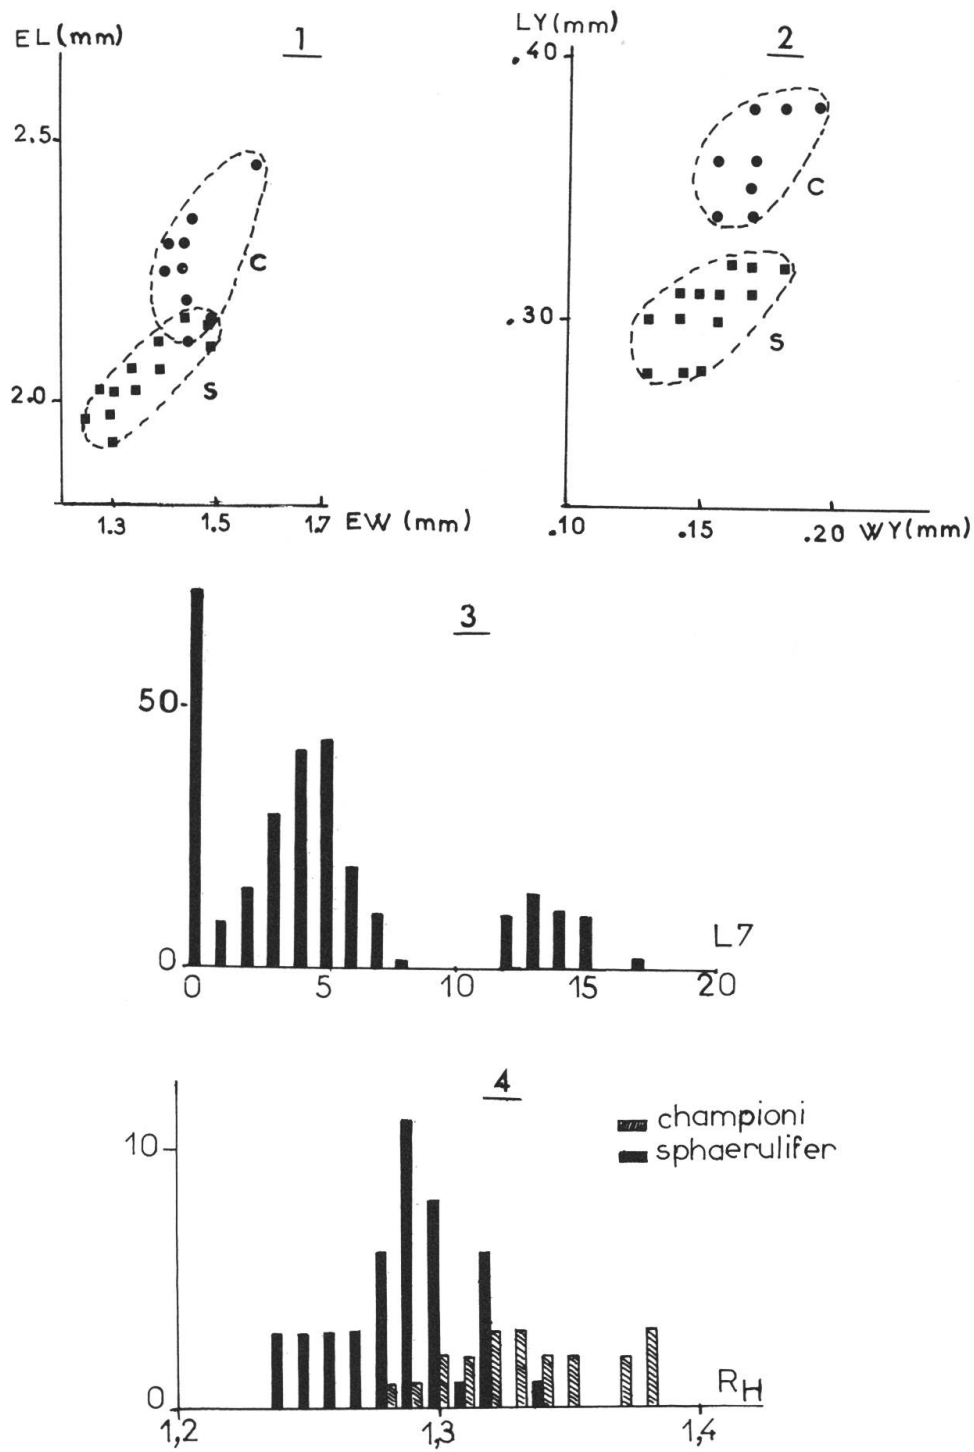 EL(mm)
1
2.5
2.0
C
S
1.3 1.5 1.7 EW (mm)
LY(mm)
2
.40
.30
C
S
.10 .15 .20 WY(mm)
3
50
0
L7
0 5 10 15 20
4
championi
sphaerulifer
10
0
RH
1,2 1,3 1,4